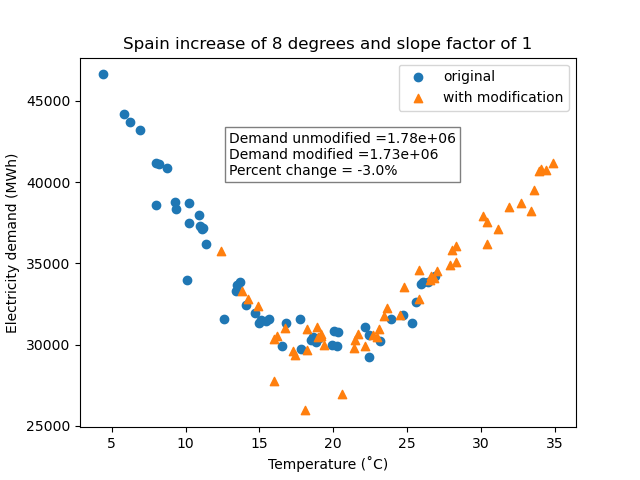 Spain increase of 8 degrees and slope factor of 1
original
with modification
Demand unmodified =1.78e+06
Demand modified =1.73e+06
Percent change = -3.0%
Electricity demand (MWh)
45000
40000
35000
30000
25000
5 10 15 20 25 30 35
Temperature (˚C)